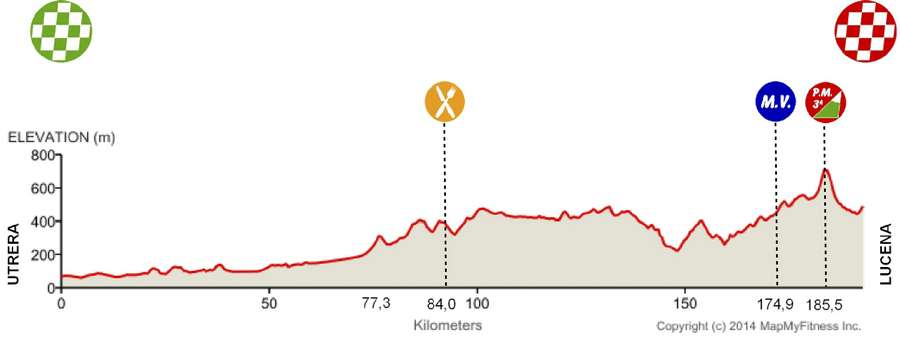 M.V.
P.M.
3ª
ELEVATION (m)
800
600
400
200
0
UTRERA
LUCENA
0 50 77,3 84,0 100 150 174,9 185,5
Kilometers
Copyright (c) 2014 MapMyFitness Inc.